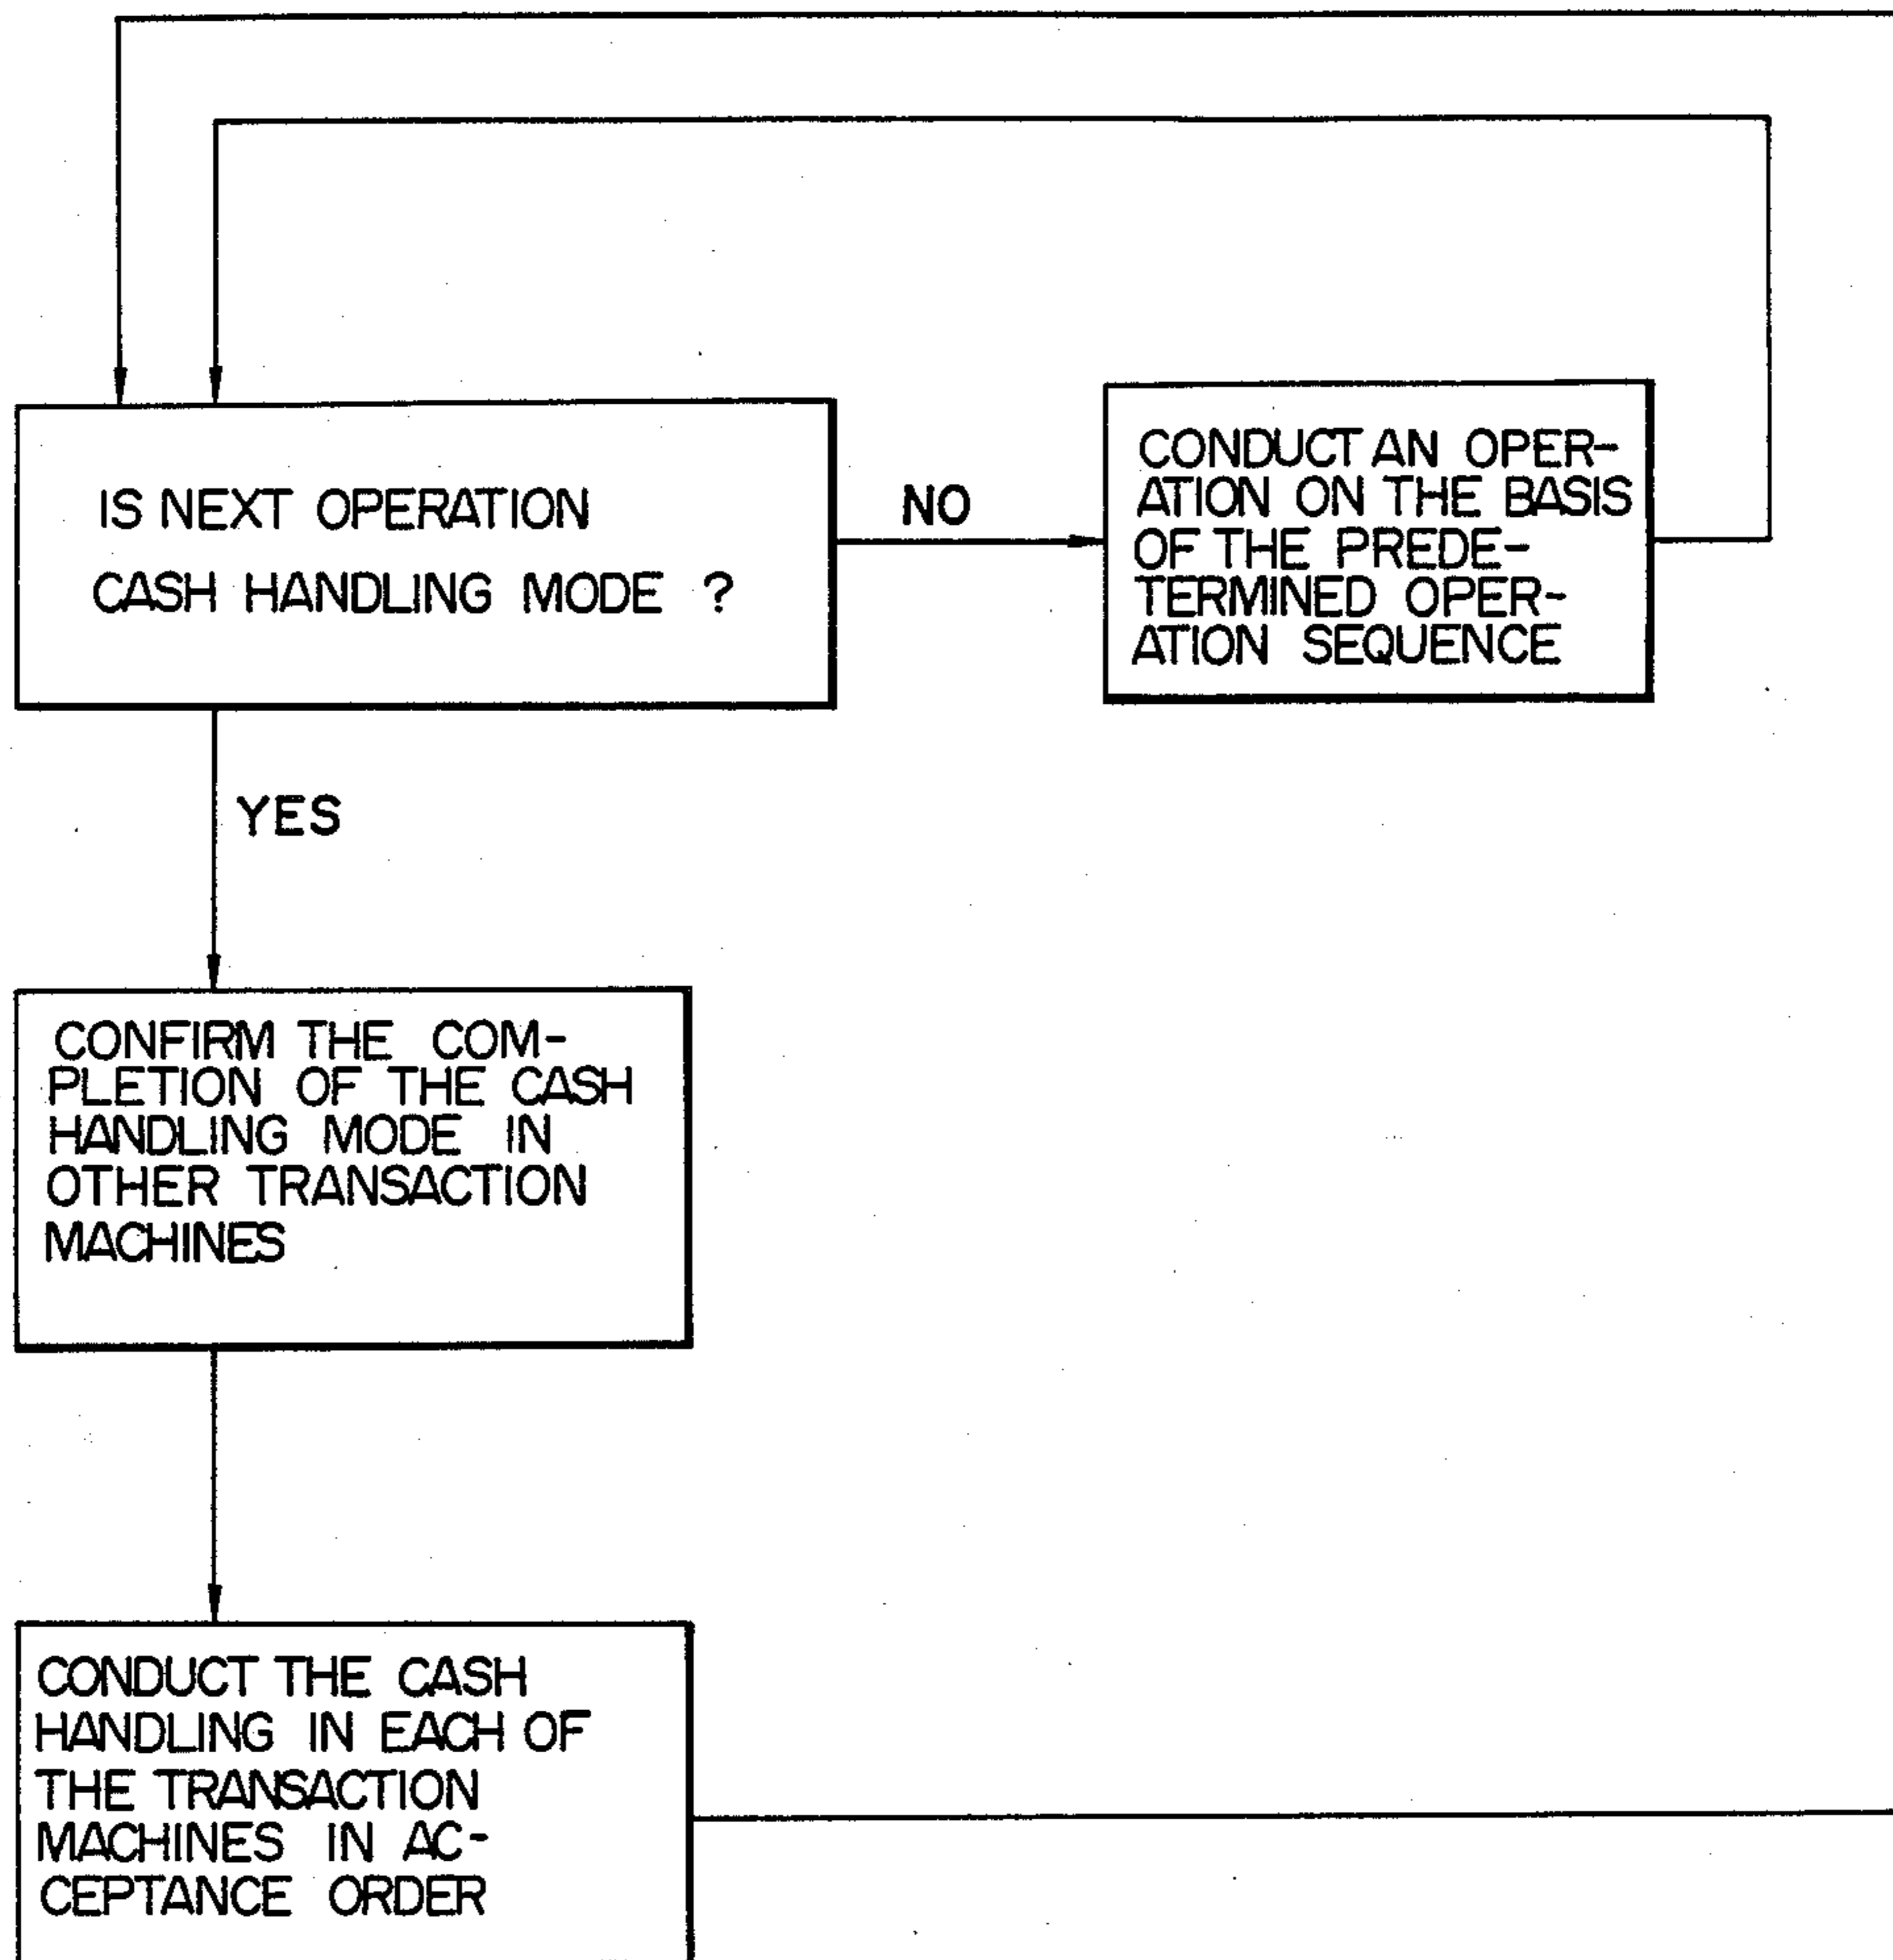 IS NEXT OPERATION
CASH HANDLING MODE ?
NO
CONDUCT AN OPER-
ATION ON THE BASIS
OF THE PREDE-
TERMINED OPER-
ATION SEQUENCE
YES
CONFIRM THE COM-
PLETION OF THE CASH
HANDLING MODE IN
OTHER TRANSACTION
MACHINES
CONDUCT THE CASH
HANDLING IN EACH OF
THE TRANSACTION
MACHINES IN AC-
CEPTANCE ORDER